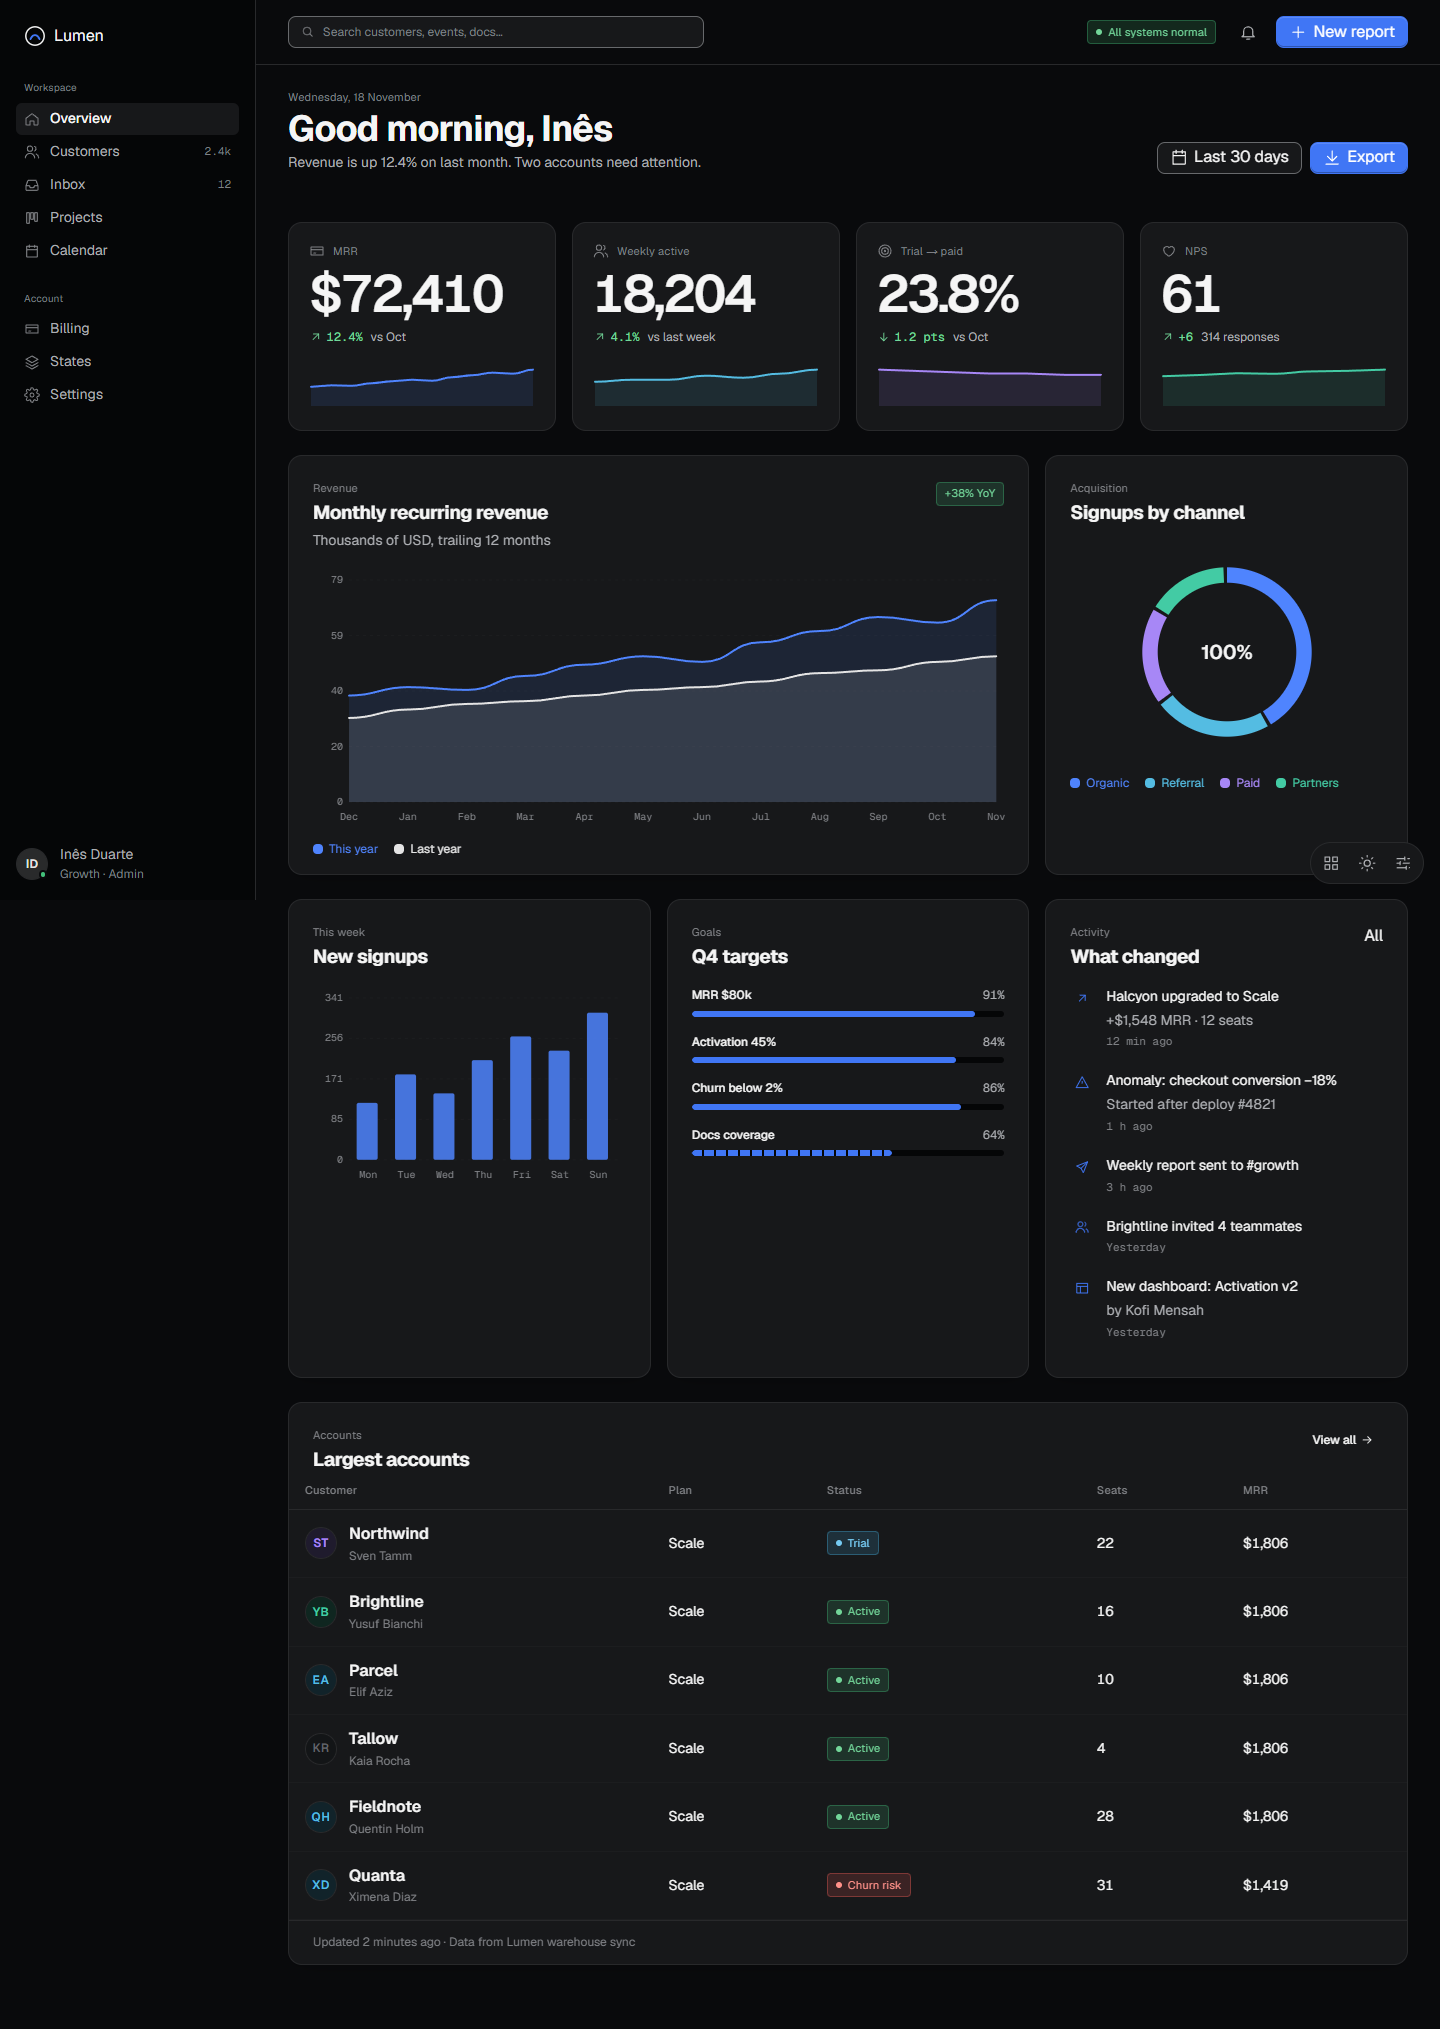 Lumen
Workspace
Overview
Customers 2.4k
Inbox 12
Projects
Calendar
Account
Billing
States
Settings
ID
Inês Duarte
Growth · Admin
Search customers, events, docs…
All systems normal
New report
Wednesday, 18 November
Good morning, Inês
Revenue is up 12.4% on last month. Two accounts need attention.
Last 30 days
Export
MRR
$72,410
12.4% vs Oct
Weekly active
18,204
4.1% vs last week
Trial → paid
23.8%
1.2 pts vs Oct
NPS
61
+6 314 responses
Revenue
Monthly recurring revenue
Thousands of USD, trailing 12 months
+38% YoY
79
59
40
20
0
Dec Jan Feb Mar Apr May Jun Jul Aug Sep Oct Nov
This year Last year
Acquisition
Signups by channel
100%
Organic Referral Paid Partners
This week
New signups
341
256
171
85
0
Mon Tue Wed Thu Fri Sat Sun
Goals
Q4 targets
MRR $80k 91%
Activation 45% 84%
Churn below 2% 86%
Docs coverage 64%
Activity
What changed
All
Halcyon upgraded to Scale
+$1,548 MRR · 12 seats
12 min ago
Anomaly: checkout conversion −18%
Started after deploy #4821
1 h ago
Weekly report sent to #growth
3 h ago
Brightline invited 4 teammates
Yesterday
New dashboard: Activation v2
by Kofi Mensah
Yesterday
Accounts
Largest accounts
View all →
Customer Plan Status Seats MRR
ST Northwind Scale Trial 22 $1,806
Sven Tamm
YB Brightline Scale Active 16 $1,806
Yusuf Bianchi
EA Parcel Scale Active 10 $1,806
Elif Aziz
KR Tallow Scale Active 4 $1,806
Kaia Rocha
QH Fieldnote Scale Active 28 $1,806
Quentin Holm
XD Quanta Scale Churn risk 31 $1,419
Ximena Diaz
Updated 2 minutes ago · Data from Lumen warehouse sync